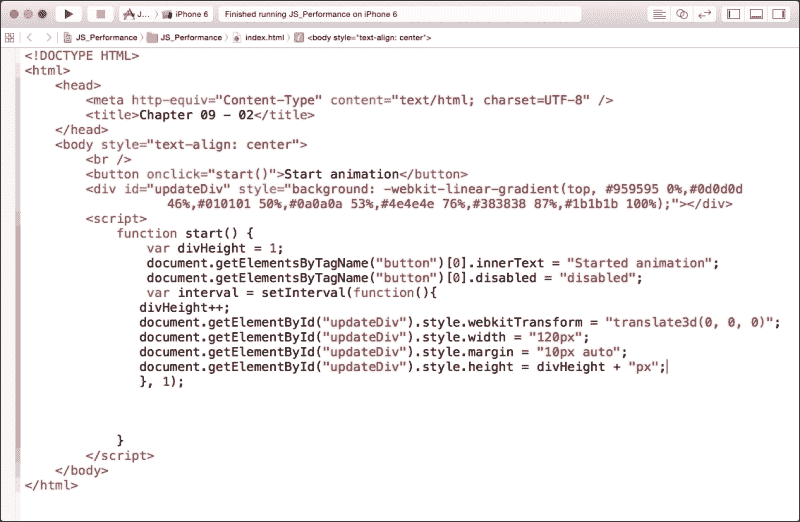 J... 〉 iPhone 6
Finished running JS_Performance on iPhone 6
JS_Performance 〉 JS_Performance 〉 index.html 〉 <body style="text-align: center">
<!DOCTYPE HTML>
<html>
<head>
<meta http-equiv="Content-Type" content="text/html; charset=UTF-8" />
<title>Chapter 09 - 02</title>
</head>
<body style="text-align: center">
<br />
<button onclick="start()">Start animation</button>
<div id="updateDiv" style="background: -webkit-linear-gradient(top, #959595 0%,#0d0d0d
46%,#010101 50%,#0a0a0a 53%,#4e4e4e 76%,#383838 87%,#1b1b1b 100%);"></div>
<script>
function start() {
var divHeight = 1;
document.getElementsByTagName("button")[0].innerText = "Started animation";
document.getElementsByTagName("button")[0].disabled = "disabled";
var interval = setInterval(function(){
divHeight++;
document.getElementById("updateDiv").style.webkitTransform = "translate3d(0, 0, 0)";
document.getElementById("updateDiv").style.width = "120px";
document.getElementById("updateDiv").style.margin = "10px auto";
document.getElementById("updateDiv").style.height = divHeight + "px";
}, 1);
}
</script>
</body>
</html>